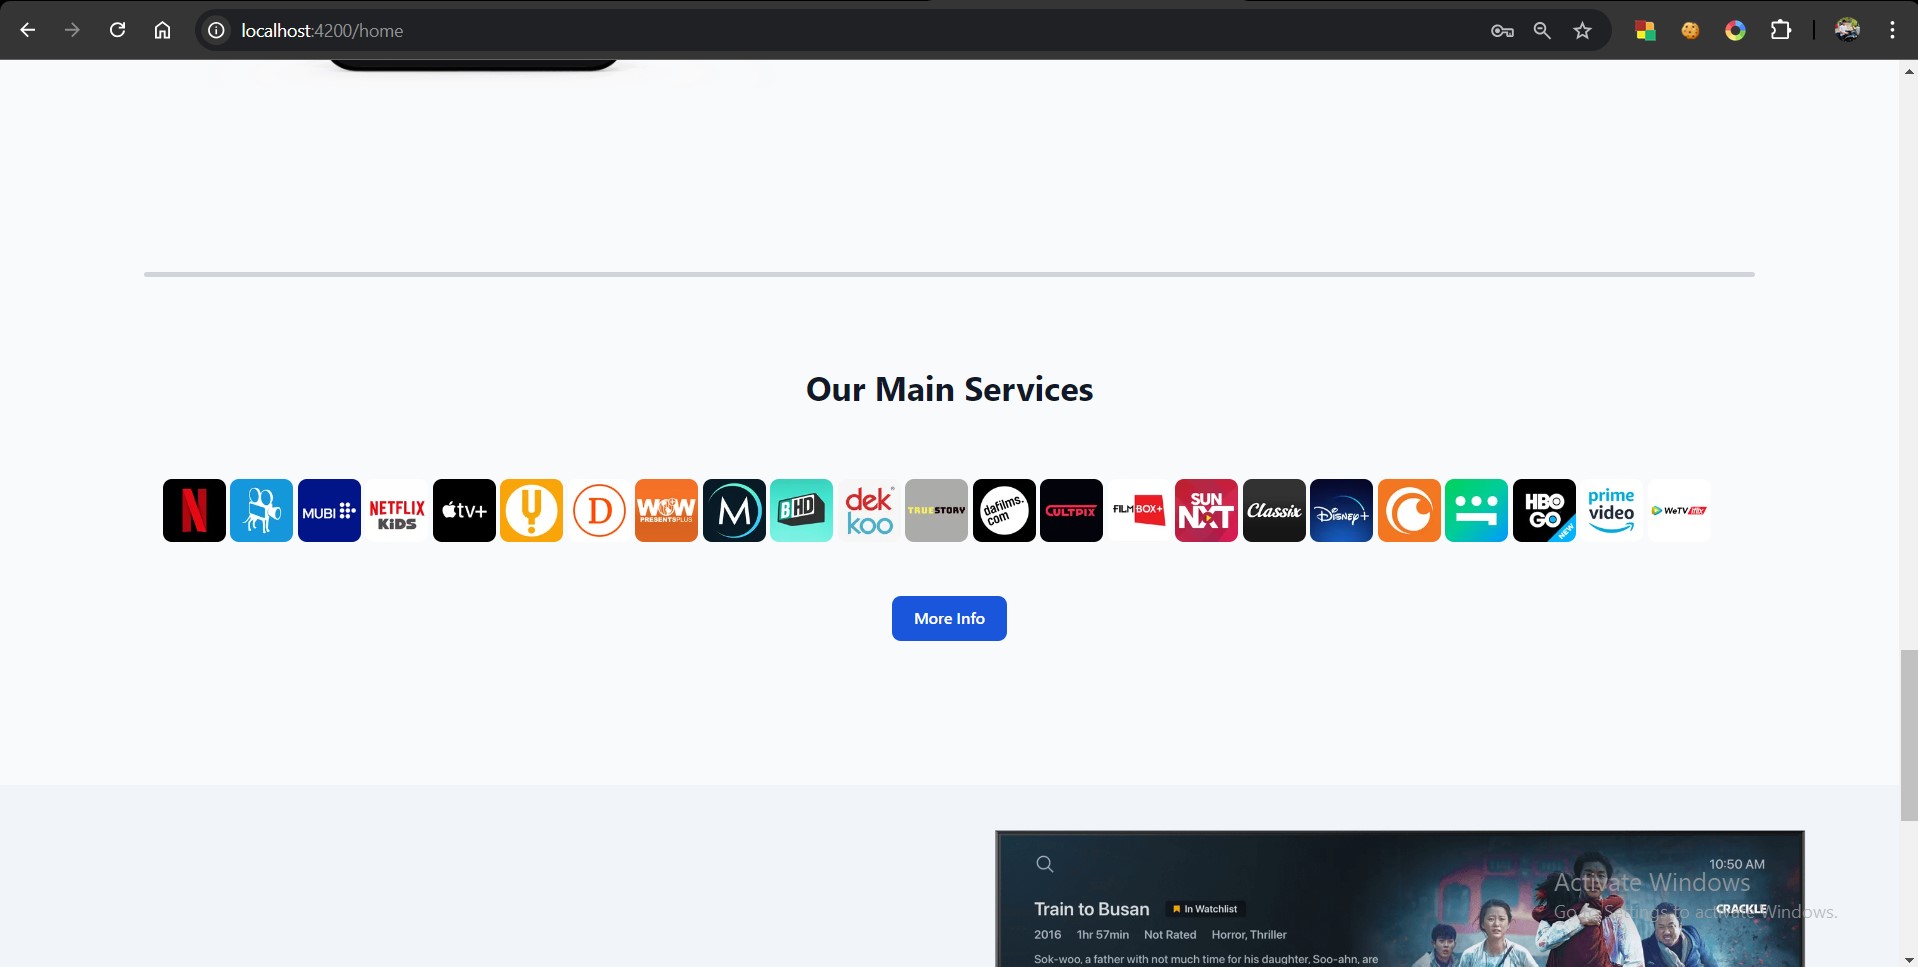 localhost:4200/home
Our Main Services
N
MUBI
NETFLIX
KiDS
tv+
D
WOW
PRESENTS PLUS
M
BHD
dek
koo
TRUE STORY
dafilms.
com
CULTPIX
FILMBOX+
SUN
NXT
Classix
Disney+
HBO
GO
NEW
prime
video
WeTV
More Info
10:50 AM
Activate Windows
Go to Settings to activate Windows.
CRACKLE
Train to Busan
In Watchlist
2016 1hr 57min Not Rated Horror, Thriller
Sok-woo, a father with not much time for his daughter, Soo-ahn, are